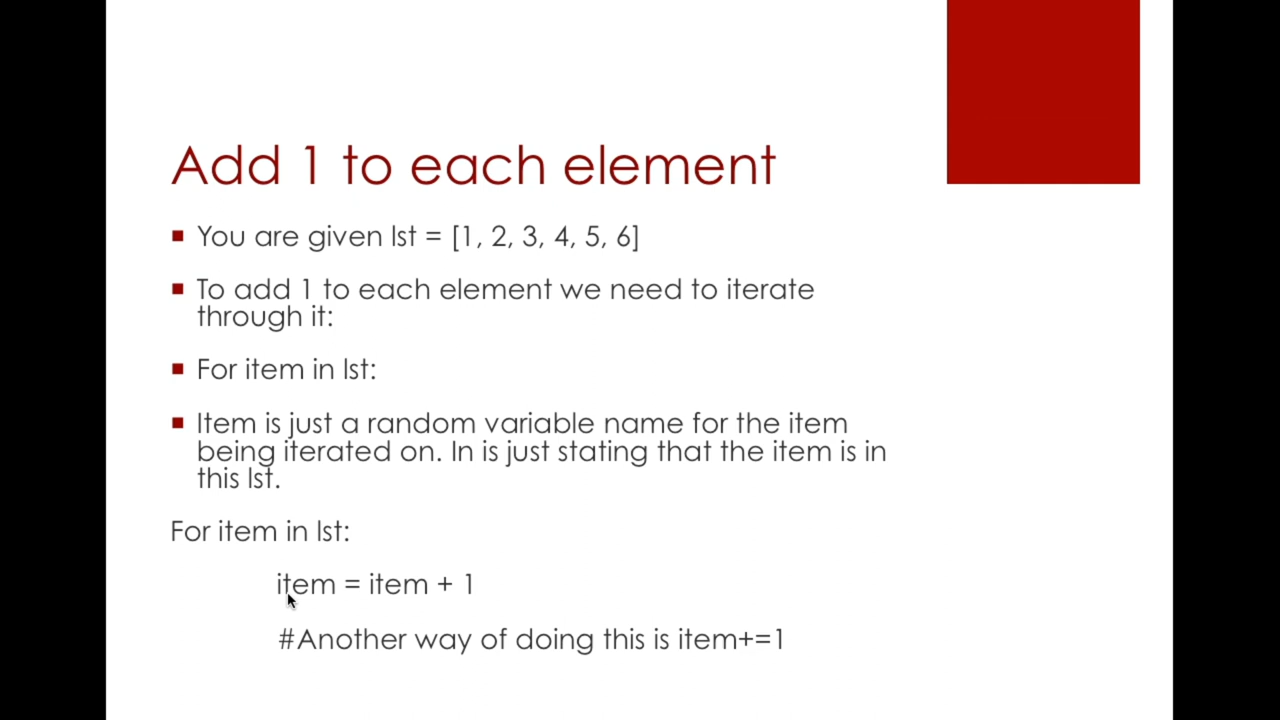 Add 1 to each element
You are given lst = [1, 2, 3, 4, 5, 6]
To add 1 to each element we need to iterate
through it:
For item in lst:
Item is just a random variable name for the item
being iterated on. In is just stating that the item is in
this lst.
For item in lst:
item = item + 1
#Another way of doing this is item+=1